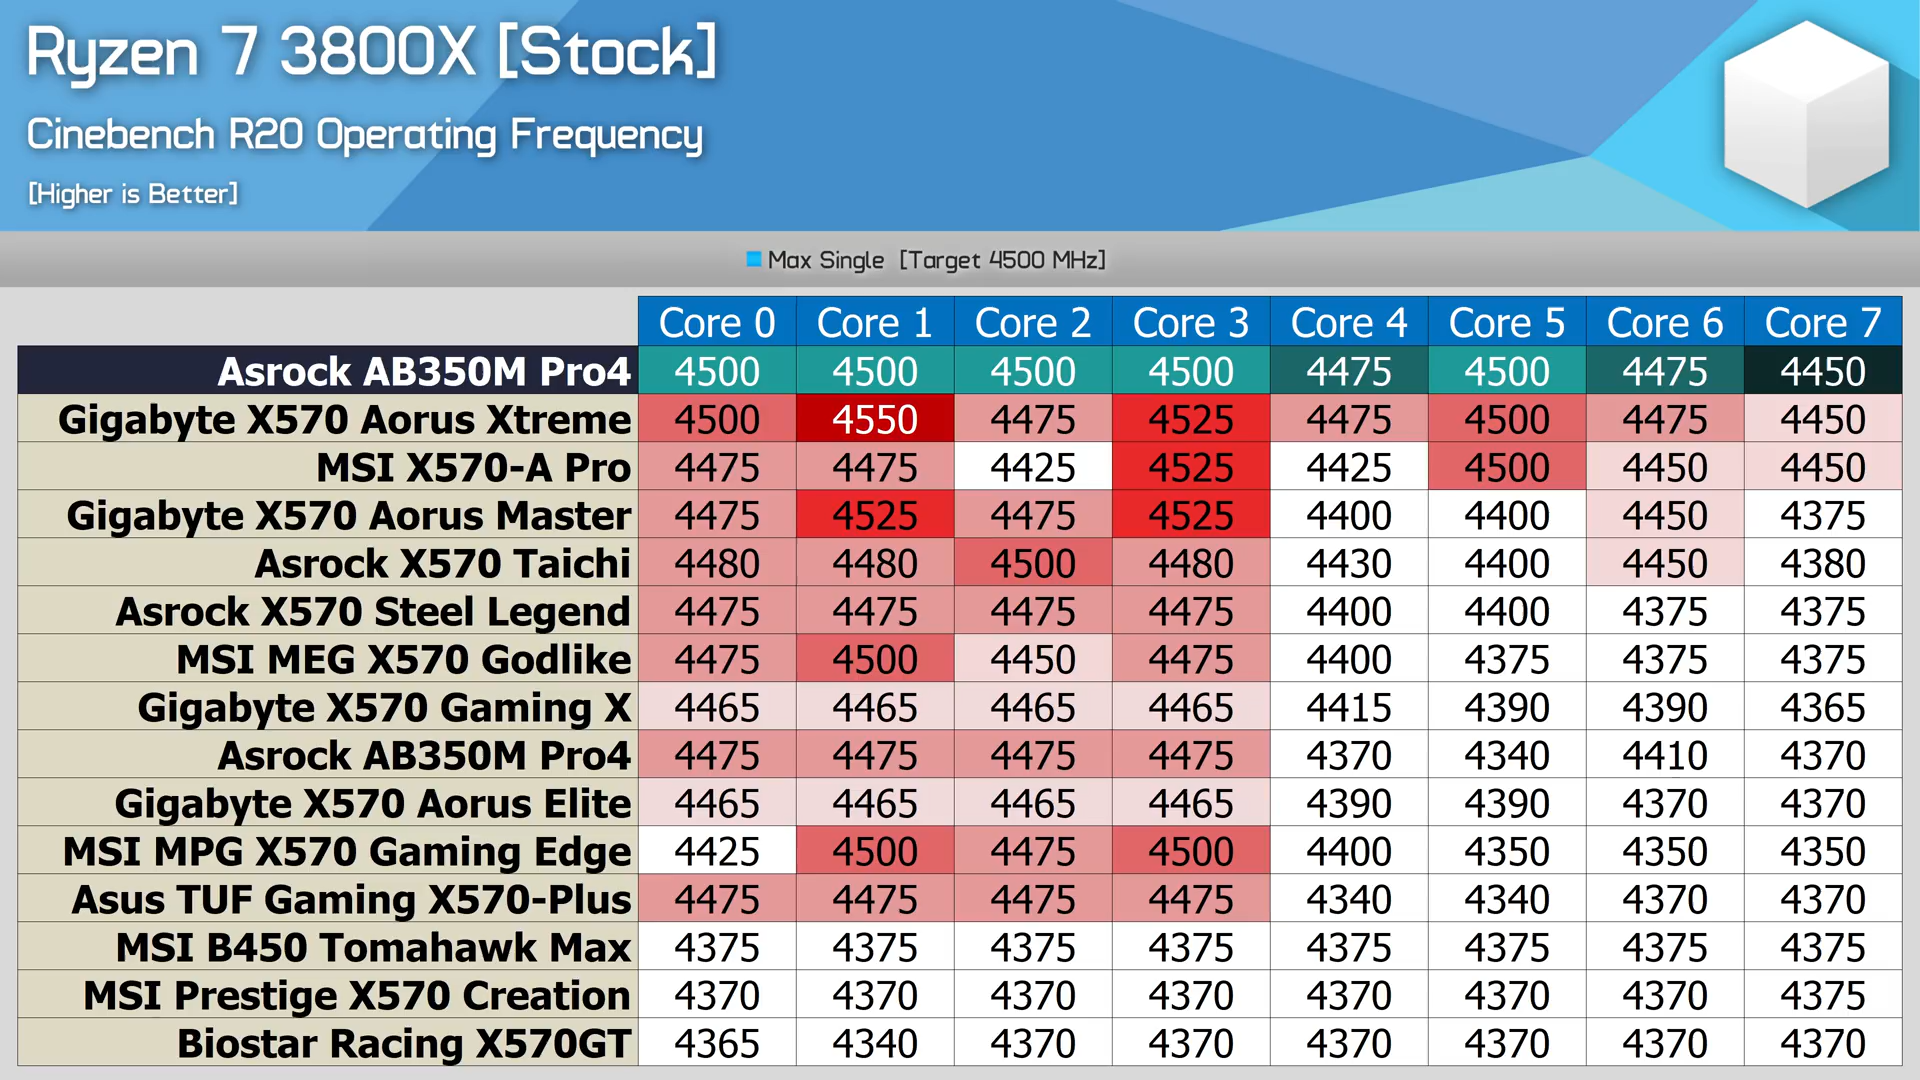 Ryzen 7 3800X [Stock]
Cinebench R20 Operating Frequency
[Higher is Better]
Max Single [Target 4500 MHz]
Core 0 Core 1 Core 2 Core 3 Core 4 Core 5 Core 6 Core 7
Asrock AB350M Pro4 4500 4500 4500 4500 4475 4500 4475 4450
Gigabyte X570 Aorus Xtreme 4500 4550 4475 4525 4475 4500 4475 4450
MSI X570-A Pro 4475 4475 4425 4525 4425 4500 4450 4450
Gigabyte X570 Aorus Master 4475 4525 4475 4525 4400 4400 4450 4375
Asrock X570 Taichi 4480 4480 4500 4480 4430 4400 4450 4380
Asrock X570 Steel Legend 4475 4475 4475 4475 4400 4400 4375 4375
MSI MEG X570 Godlike 4475 4500 4450 4475 4400 4375 4375 4375
Gigabyte X570 Gaming X 4465 4465 4465 4465 4415 4390 4390 4365
Asrock AB350M Pro4 4475 4475 4475 4475 4370 4340 4410 4370
Gigabyte X570 Aorus Elite 4465 4465 4465 4465 4390 4390 4370 4370
MSI MPG X570 Gaming Edge 4425 4500 4475 4500 4400 4350 4350 4350
Asus TUF Gaming X570-Plus 4475 4475 4475 4475 4340 4340 4370 4370
MSI B450 Tomahawk Max 4375 4375 4375 4375 4375 4375 4375 4375
MSI Prestige X570 Creation 4370 4370 4370 4370 4370 4370 4370 4375
Biostar Racing X570GT 4365 4340 4370 4370 4370 4370 4370 4370